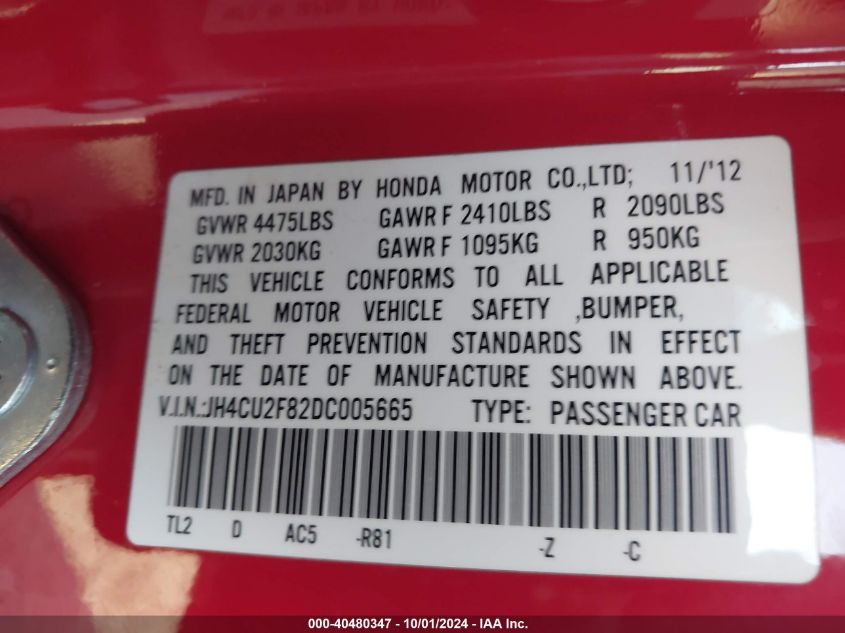 MFD. IN JAPAN BY HONDA MOTOR CO.,LTD; 11/'12
GVWR 4475LBS GAWR F 2410LBS R 2090LBS
GVWR 2030KG GAWR F 1095KG R 950KG
THIS VEHICLE CONFORMS TO ALL APPLICABLE
FEDERAL MOTOR VEHICLE SAFETY ,BUMPER,
AND THEFT PREVENTION STANDARDS IN EFFECT
ON THE DATE OF MANUFACTURE SHOWN ABOVE.
V.I.N.:JH4CU2F82DC005665 TYPE: PASSENGER CAR
TL2 D AC5 -R81 -Z -C
000-40480347 - 10/01/2024 - IAA Inc.